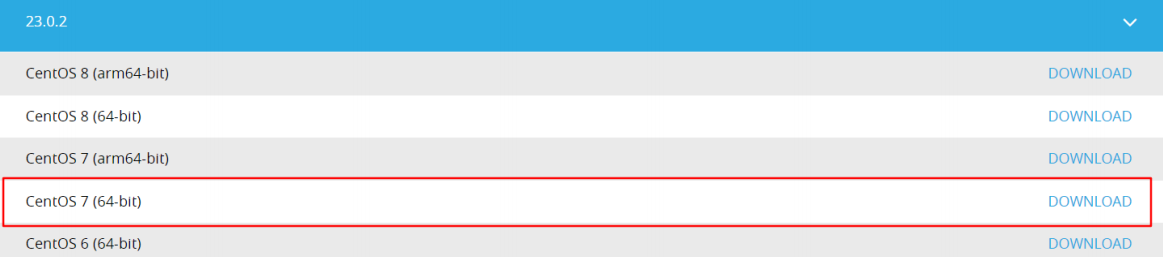 23.0.2
CentOS 8 (arm64-bit) DOWNLOAD
CentOS 8 (64-bit) DOWNLOAD
CentOS 7 (arm64-bit) DOWNLOAD
CentOS 7 (64-bit) DOWNLOAD
CentOS 6 (64-bit) DOWNLOAD